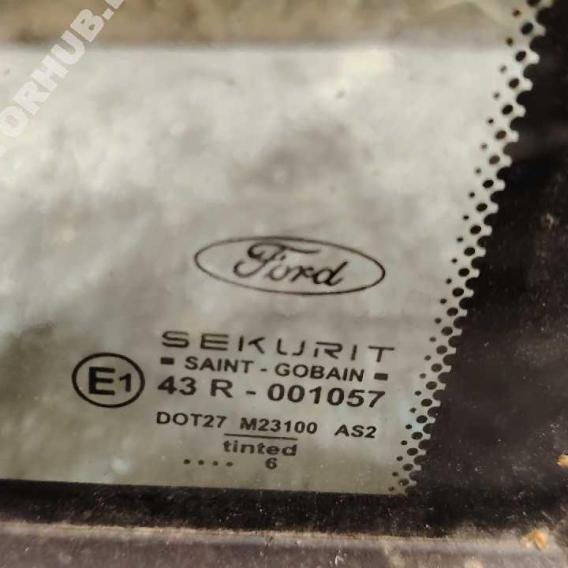 Ford
SEKURIT
SAINT - GOBAIN
E1 43 R - 001057
DOT27 M23100 AS2
tinted
.... 6